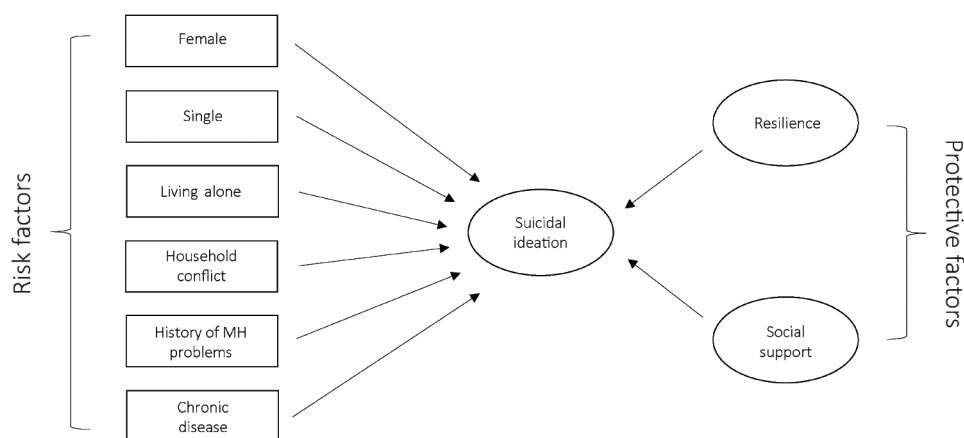 Risk factors
Female
Single
Living alone
Household
conflict
History of MH
problems
Chronic
disease
Suicidal
ideation
Resilience
Social
support
Protective factors